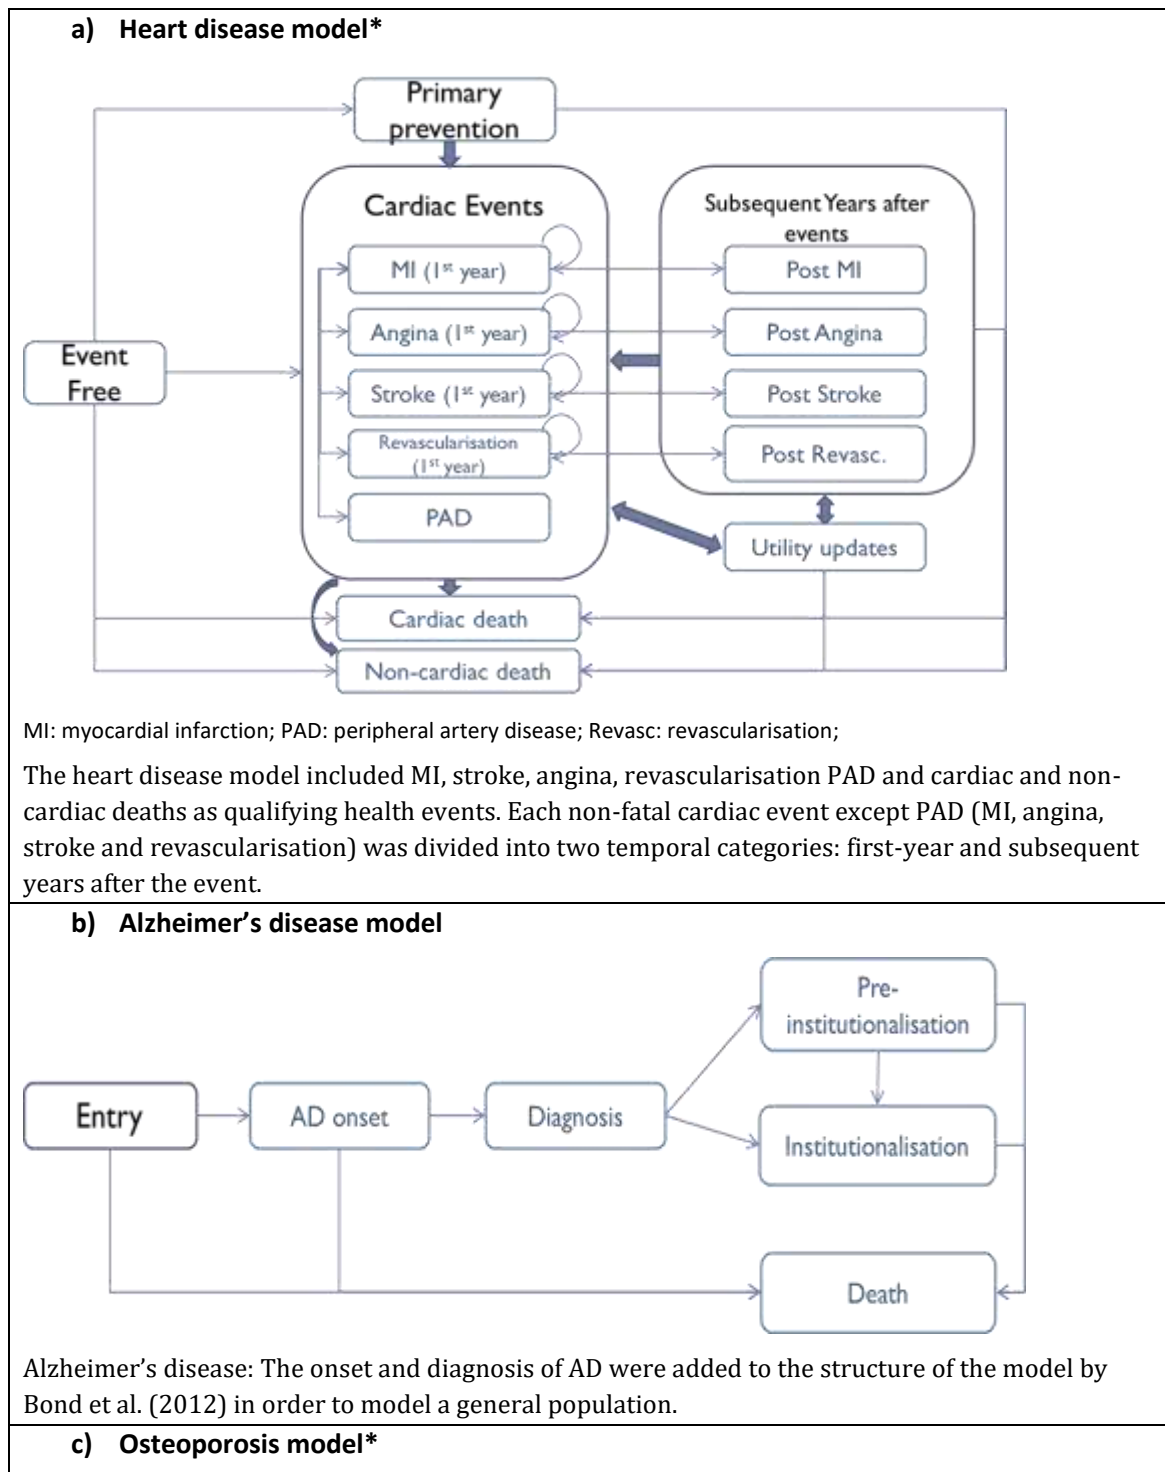 a) Heart disease model*
Primary
prevention
Cardiac Events
Subsequent Years after
events
MI (1st year)
Post MI
Angina (1st year)
Post Angina
Event
Free
Stroke (1st year)
Post Stroke
Revascularisation
(1st year)
Post Revasc.
PAD
Utility updates
Cardiac death
Non-cardiac death
MI: myocardial infarction; PAD: peripheral artery disease; Revasc: revascularisation;
The heart disease model included MI, stroke, angina, revascularisation PAD and cardiac and non-
cardiac deaths as qualifying health events. Each non-fatal cardiac event except PAD (MI, angina,
stroke and revascularisation) was divided into two temporal categories: first-year and subsequent
years after the event.
b) Alzheimer’s disease model
Pre-
institutionalisation
Entry
AD onset
Diagnosis
Institutionalisation
Death
Alzheimer’s disease: The onset and diagnosis of AD were added to the structure of the model by
Bond et al. (2012) in order to model a general population.
c) Osteoporosis model*